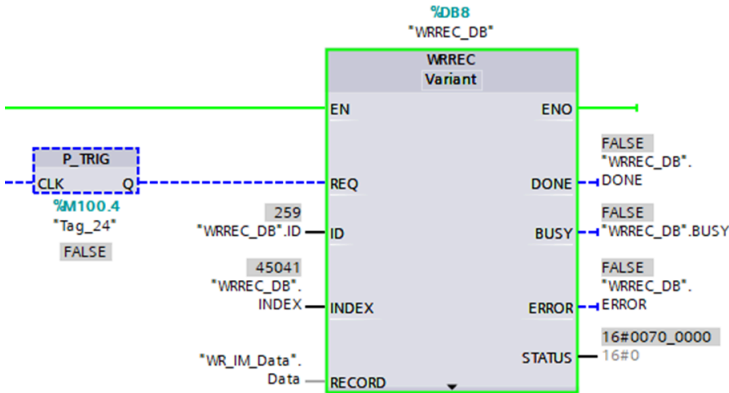 %DB8
"WRREC_DB"
WRREC
Variant
EN
ENO
P_TRIG
CLK Q
%M100.4
"Tag_24"
FALSE
REQ
DONE
FALSE
"WRREC_DB".
DONE
259
"WRREC_DB".ID
ID
BUSY
FALSE
"WRREC_DB".BUSY
45041
"WRREC_DB".
INDEX
INDEX
ERROR
FALSE
"WRREC_DB".
ERROR
STATUS
16#0070_0000
16#0
"WR_IM_Data".
Data
RECORD